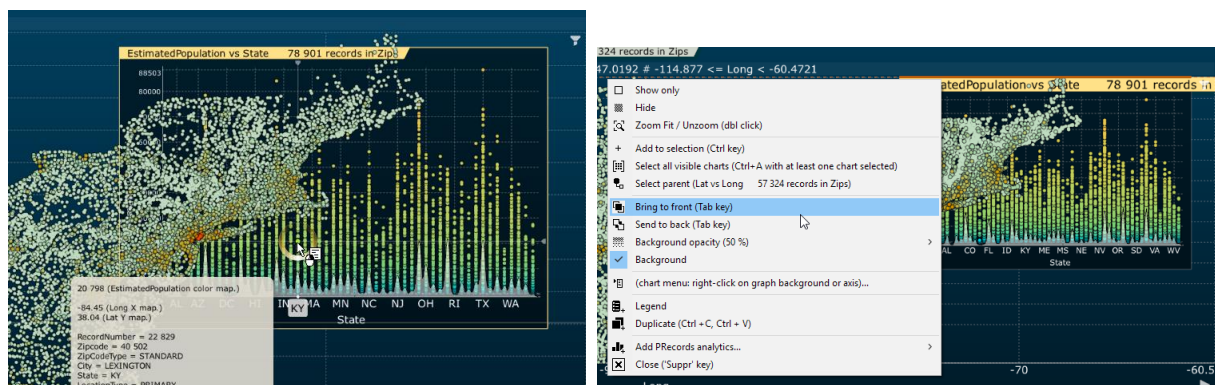 EstimatedPopulation vs State 78 901 records in Zips
88503
80000
AL AZ DC HI IN MA MN NC NJ OH RI TX WA
KY
State
20 798 (EstimatedPopulation color map.)
-84.45 (Long X map.)
38.04 (Lat Y map.)
RecordNumber = 22 829
Zipcode = 40 502
ZipCodeType = STANDARD
City = LEXINGTON
State = KY
LocationType = PRIMARY
324 records in Zips
47.0192 # -114.877 <= Long < -60.4721
atedPopulation vs State 78 901 records in
Show only
Hide
Zoom Fit / Unzoom (dbl click)
Add to selection (Ctrl key)
Select all visible charts (Ctrl+A with at least one chart selected)
Select parent (Lat vs Long 57 324 records in Zips)
Bring to front (Tab key)
Send to back (Tab key)
Background opacity (50 %)
Background
(chart menu: right-click on graph background or axis)...
Legend
Duplicate (Ctrl +C, Ctrl + V)
Add PRecords analytics...
Close ('Suppr' key)
AL CO FL ID KY ME MS NE NV OR SD VA WV
State
-70
-60.5
Long